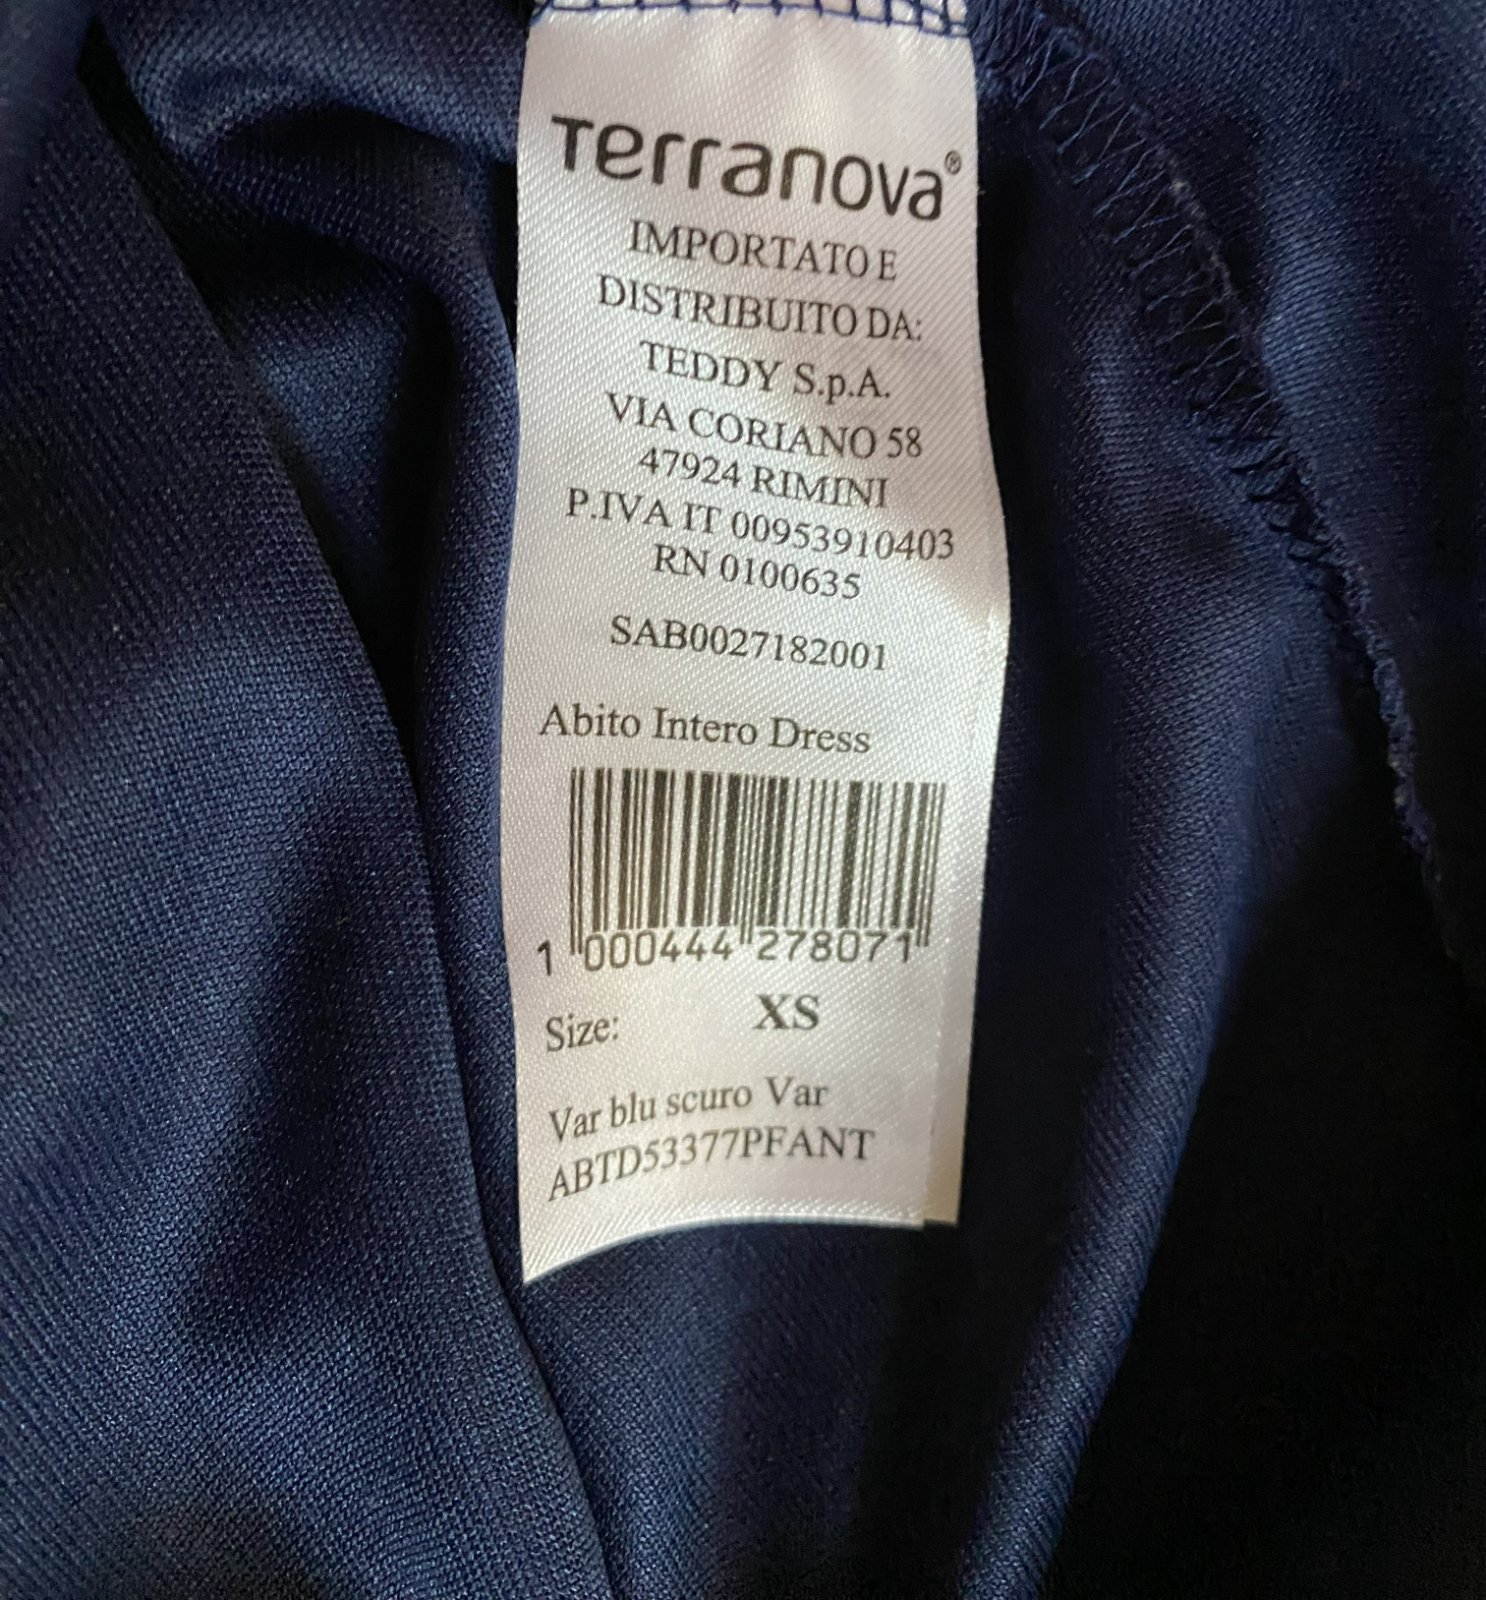 Terranova®
IMPORTATO E
DISTRIBUITO DA:
TEDDY S.p.A.
VIA CORIANO 58
47924 RIMINI
P.IVA IT 00953910403
RN 0100635
SAB0027182001
Abito Intero Dress
1 000444 278071
Size: XS
Var blu scuro Var
ABTD53377PFANT